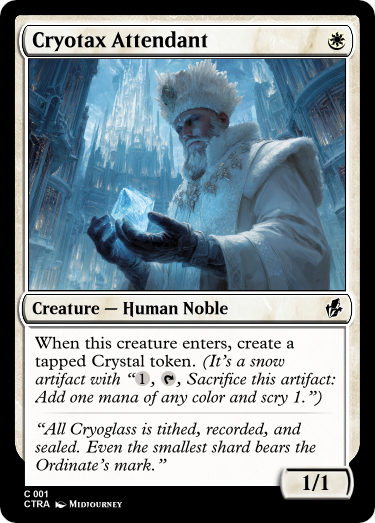 Cryotax Attendant
Creature — Human Noble
When this creature enters, create a
tapped Crystal token. (It's a snow
artifact with “1, , Sacrifice this artifact:
Add one mana of any color and scry 1.”)
“All Cryoglass is tithed, recorded, and
sealed. Even the smallest shard bears the
Ordinate's mark.”
1/1
C 001
CTRA Midjourney